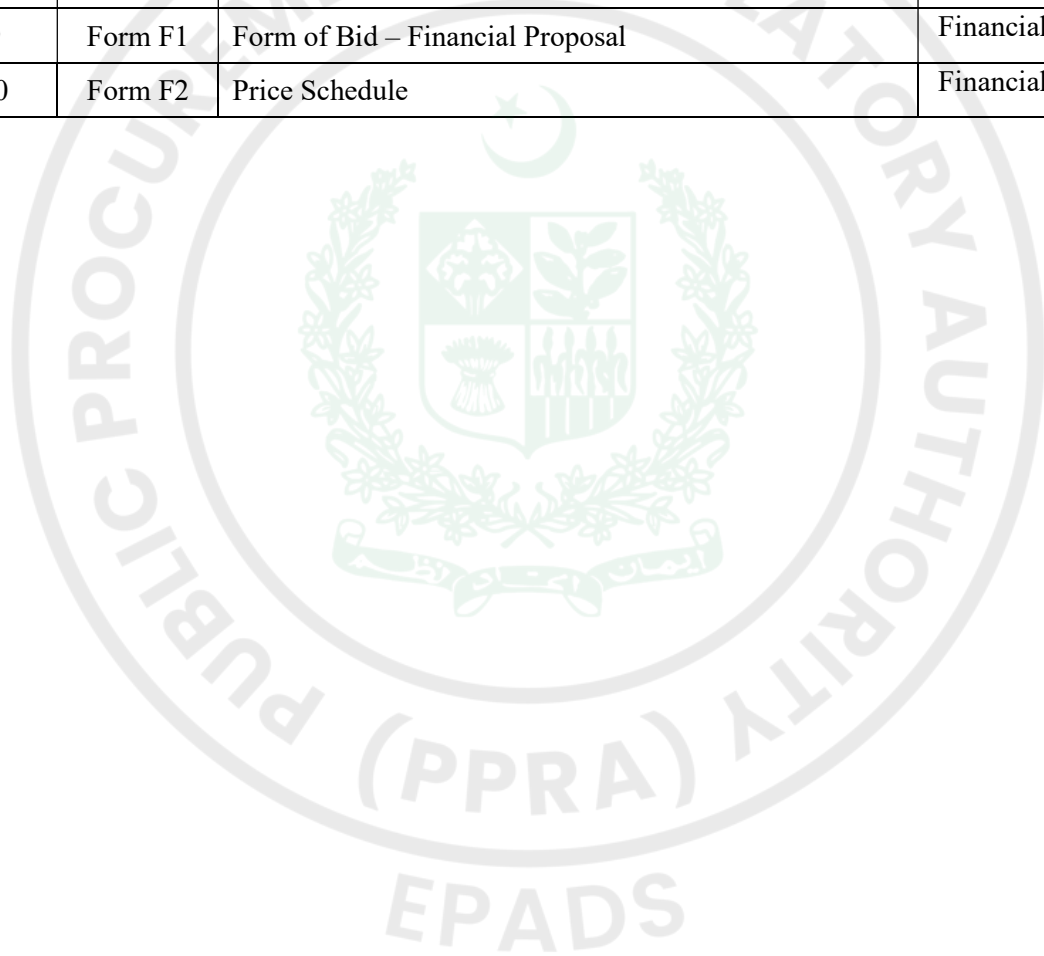 Form F1 Form of Bid – Financial Proposal Financial
0 Form F2 Price Schedule Financial
PUBLIC PROCUREMENT REGULATORY AUTHORITY
(PPRA)
EPADS